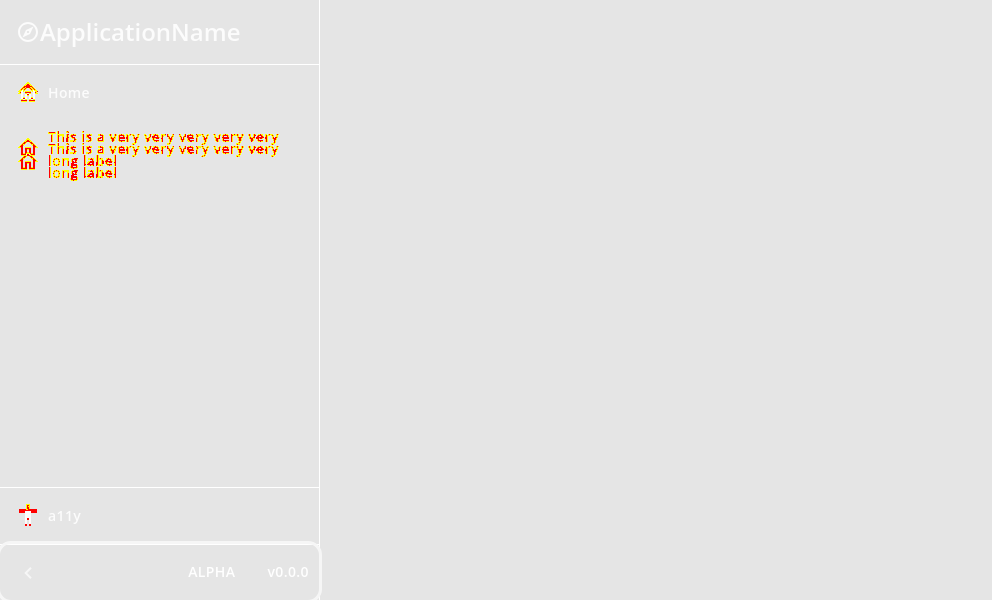 ApplicationName
Home
This is a very very very very very
This is a very very very very very
long label
long label
a11y
ALPHA v0.0.0